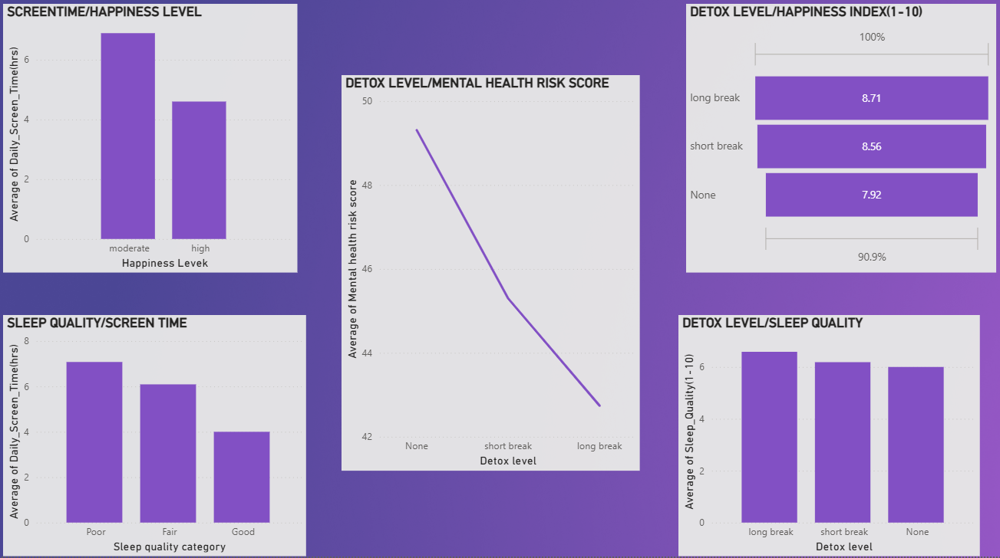 SCREENTIME/HAPPINESS LEVEL
Average of Daily_Screen_Time(hrs)
6
4
2
0
moderate
high
Happiness Levek
DETOX LEVEL/MENTAL HEALTH RISK SCORE
Average of Mental health risk score
50
48
46
44
42
None
short break
long break
Detox level
DETOX LEVEL/HAPPINESS INDEX(1-10)
100%
long break
8.71
short break
8.56
None
7.92
90.9%
SLEEP QUALITY/SCREEN TIME
Average of Daily_Screen_Time(hrs)
8
6
4
2
0
Poor
Fair
Good
Sleep quality category
DETOX LEVEL/SLEEP QUALITY
Average of Sleep_Quality(1-10)
6
4
2
0
long break
short break
None
Detox level